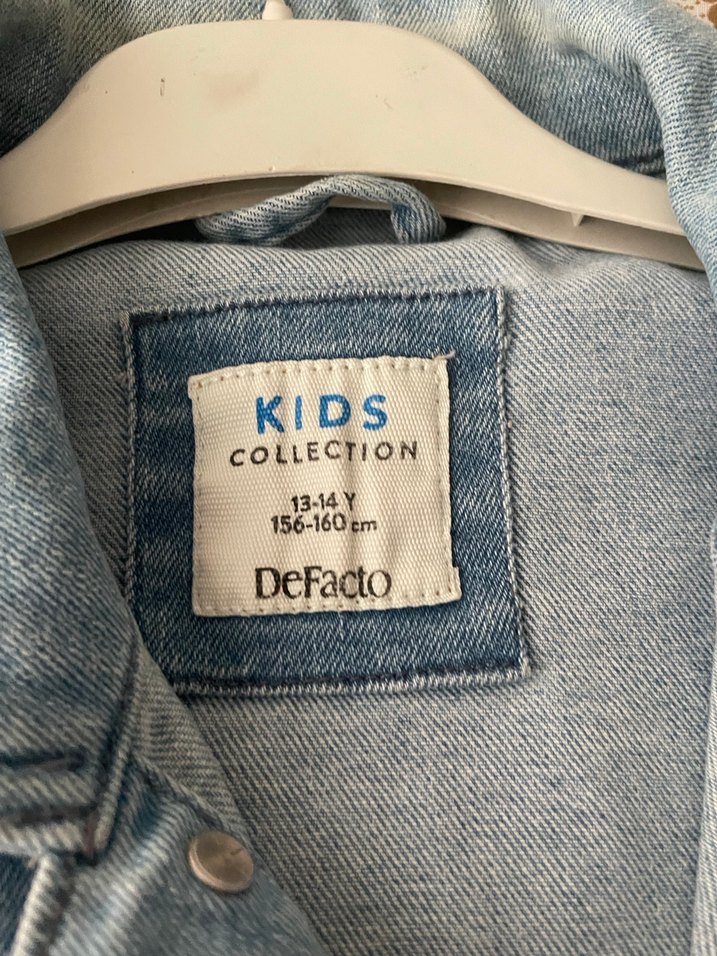 KIDS
COLLECTION
13-14 Y
156-160 cm
DeFacto